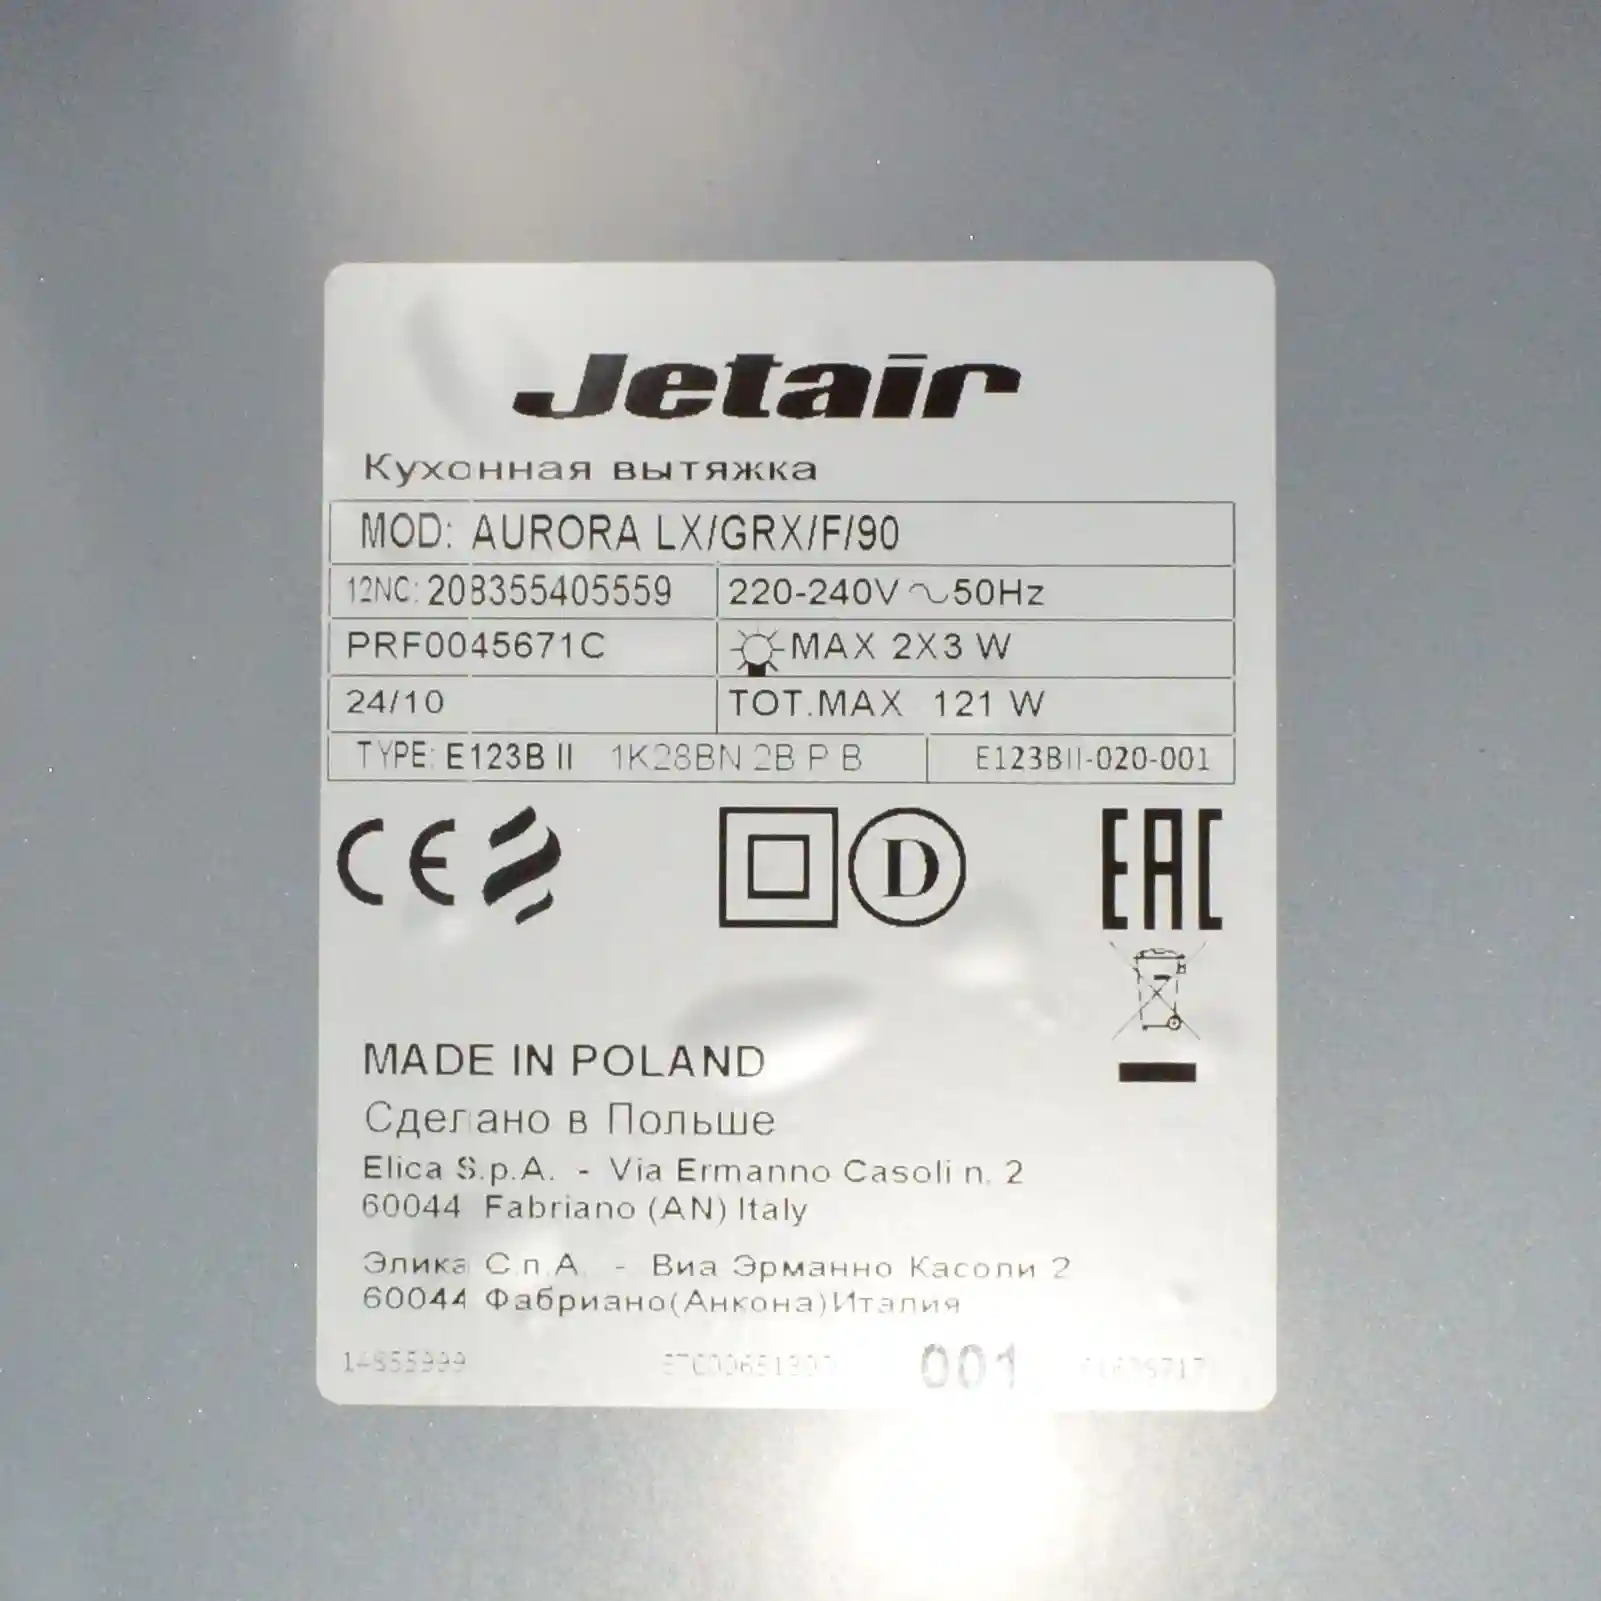 Jetair
Кухонная вытяжка
MOD: AURORA LX/GRX/F/90
12NC: 208355405559 220-240V ~ 50Hz
PRF0045671C MAX 2X3 W
24/10 TOT.MAX 121 W
TYPE: E123B II 1K28BN 2B P B E123BII-020-001
CE
D
EAC
MADE IN POLAND
Сделано в Польше
Elica S.p.A. - Via Ermanno Casoli n. 2
60044 Fabriano (AN) Italy
Элика С.п.А. - Виа Эрманно Касоли 2
60044 Фабриано(Анкона)Италия
001